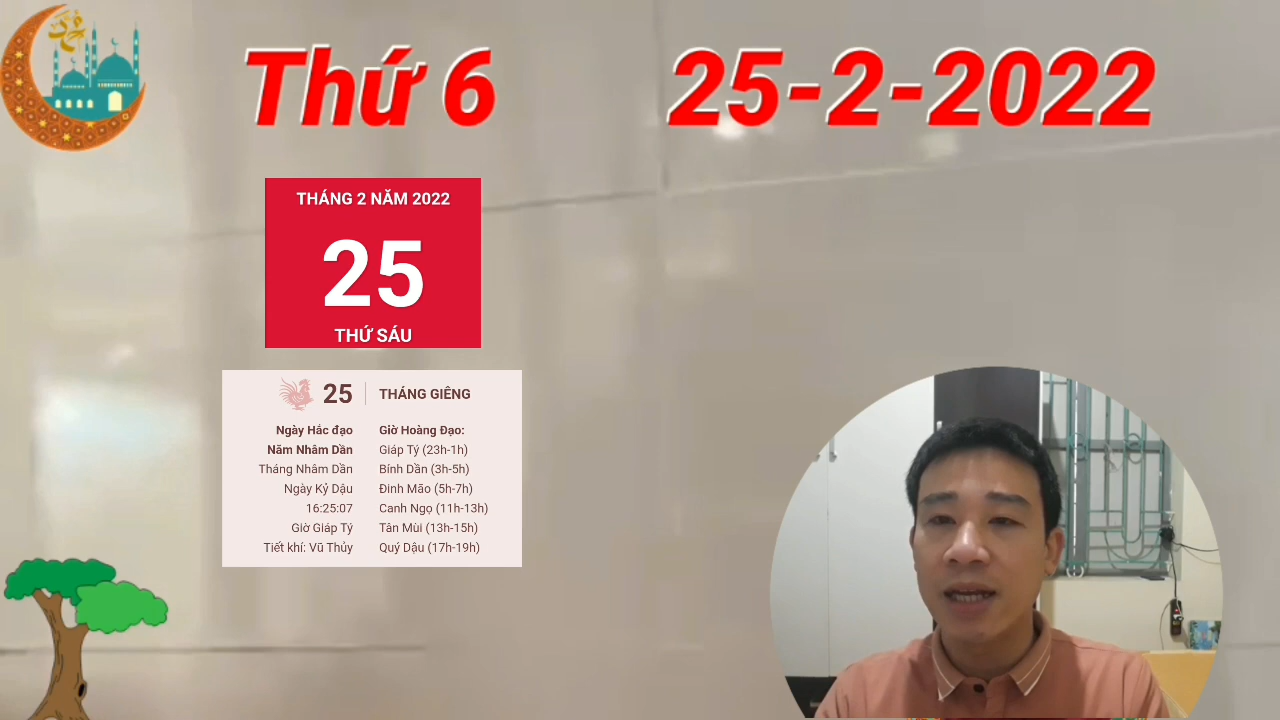 Thứ 6 25-2-2022
THÁNG 2 NĂM 2022
25
THỨ SÁU
25 THÁNG GIÊNG
Ngày Hắc đạo
Năm Nhâm Dần
Tháng Nhâm Dần
Ngày Kỷ Dậu
16:25:07
Giờ Giáp Tý
Tiết khí: Vũ Thủy
Giờ Hoàng Đạo:
Giáp Tý (23h-1h)
Bính Dần (3h-5h)
Đinh Mão (5h-7h)
Canh Ngọ (11h-13h)
Tân Mùi (13h-15h)
Quý Dậu (17h-19h)